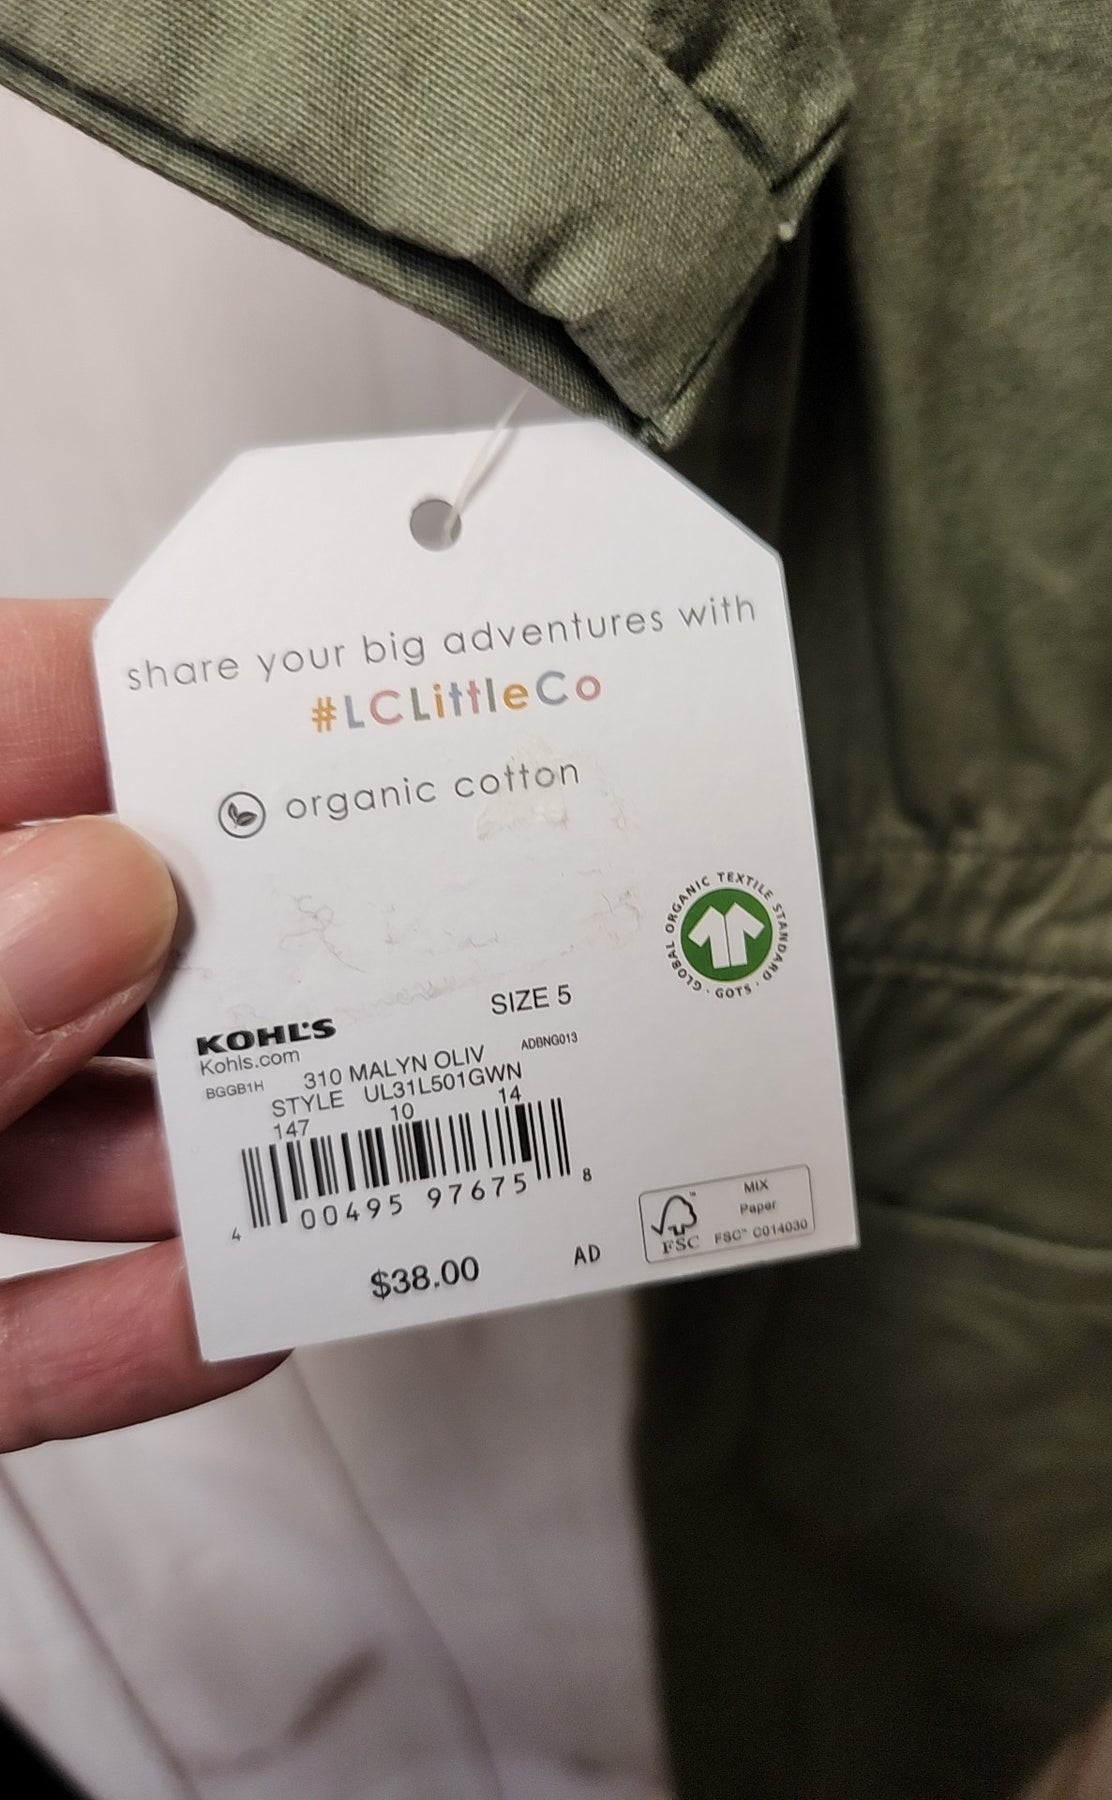 share your big adventures with
#LCLittleCo
organic cotton
GLOBAL ORGANIC TEXTILE STANDARD · GOTS ·
SIZE 5
KOHL'S
Kohls.com
ADBNG013
BGGB1H 310 MALYN OLIV
STYLE UL31L501GWN
147 10 14
4 00495 97675 8
$38.00 AD
FSC™
MIX
Paper
FSC™ C014030